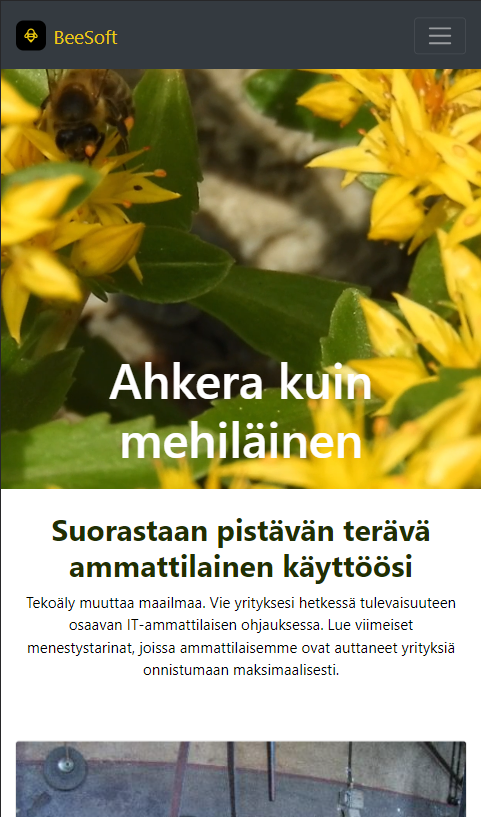 BeeSoft
Ahkera kuin
mehiläinen
Suorastaan pistävän terävä
ammattilainen käyttöösi
Tekoäly muuttaa maailmaa. Vie yrityksesi hetkessä tulevaisuuteen
osaavan IT-ammattilaisen ohjauksessa. Lue viimeiset
menestystarinat, joissa ammattilaisemme ovat auttaneet yrityksiä
onnistumaan maksimaalisesti.